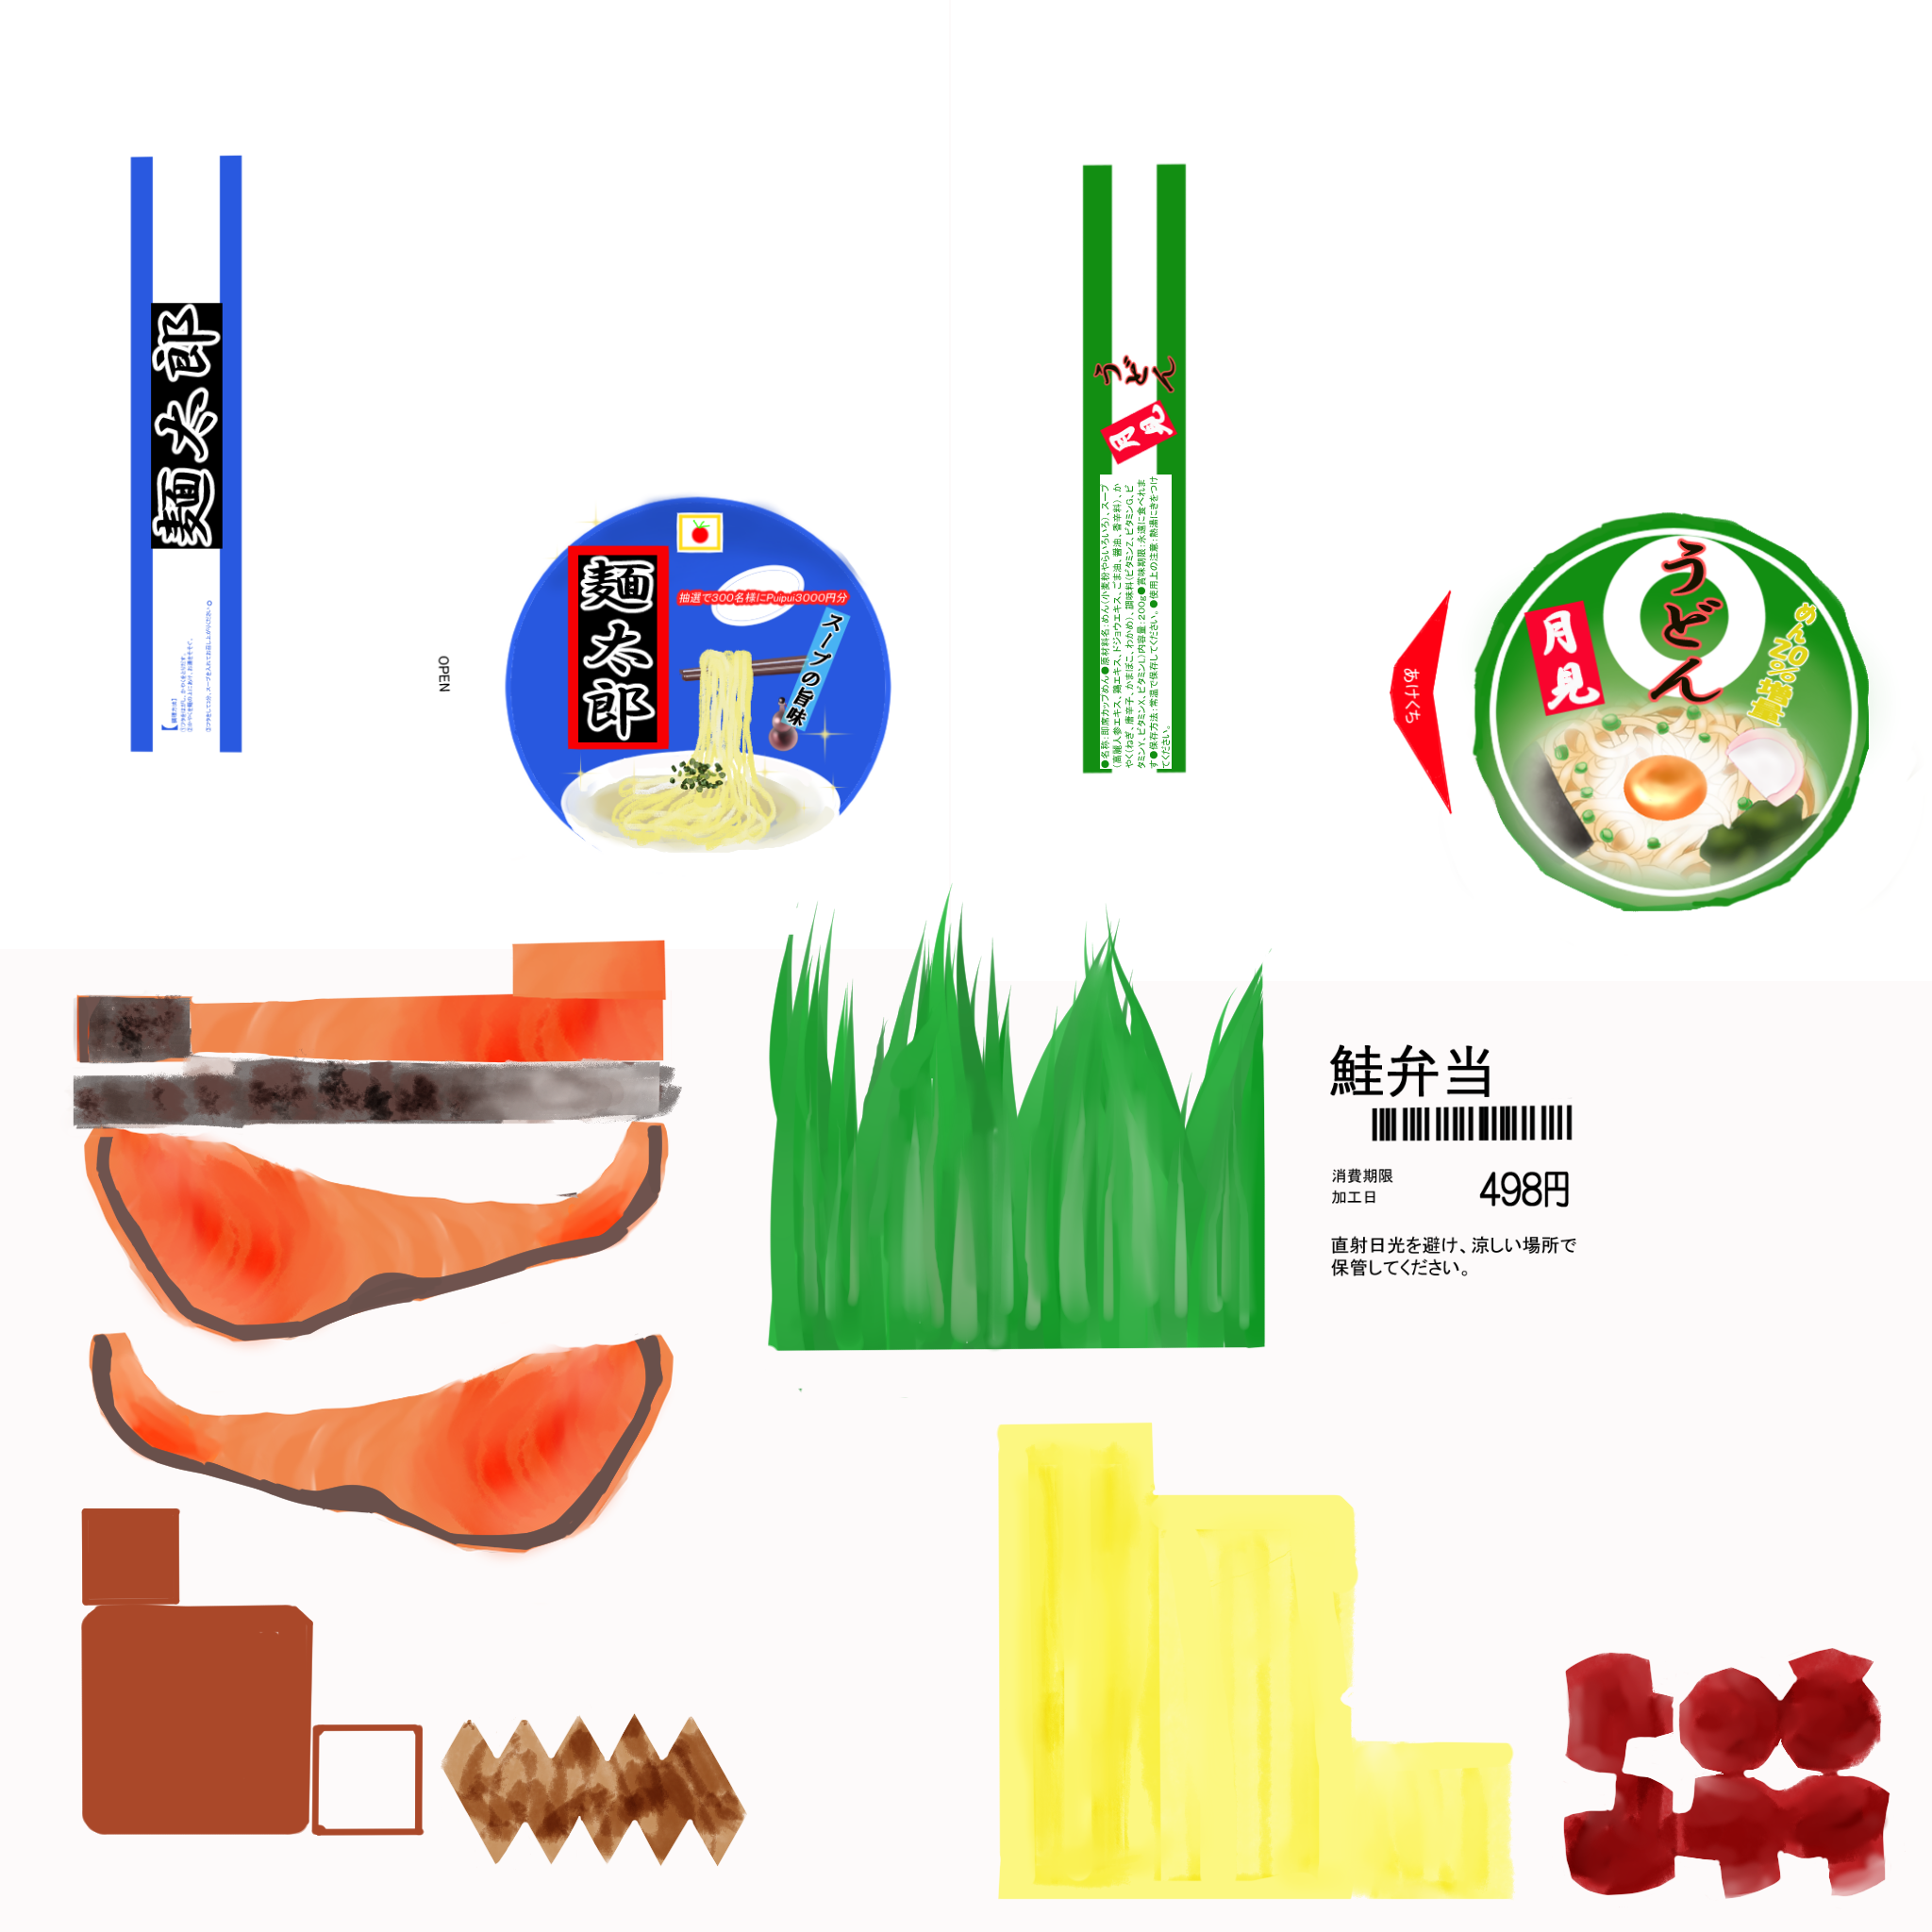 麺太郎
【調理方法】
OPEN
麺太郎
抽選で300名様にPuipui3000円分
スープの旨味
うどん
月見
●名称:即席カップめん●原材料名:めん(小麦粉やらいろいろ)、スープ
(高麗人参エキス、鶏エキス、ドジョウエキス、ごま油、醤油、香辛料)、か
やく(ねぎ、唐辛子、かまぼこ、わかめ)、調味料(ビタミンZ、ビタミンG、ビ
タミンY、ビタミンX、ビタミンL)内容量:200g●賞味期限:永遠に食べれま
す●保存方法:常温で保存してください。●使用上の注意:熱湯にきをつけ
てください。
あけくち
うどん
月見
めん20%増量
鮭弁当
消費期限
加工日
498円
直射日光を避け、涼しい場所で
保管してください。